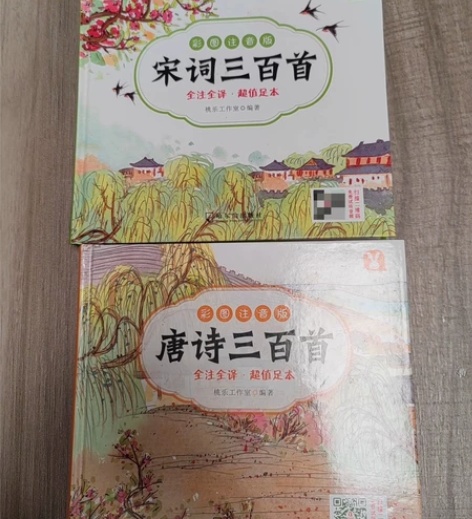 彩图注音版
宋词三百首
全注全译·超值足本
桃乐工作室◎编著
彩图注音版
唐诗三百首
全注全译·超值足本
桃乐工作室◎编著